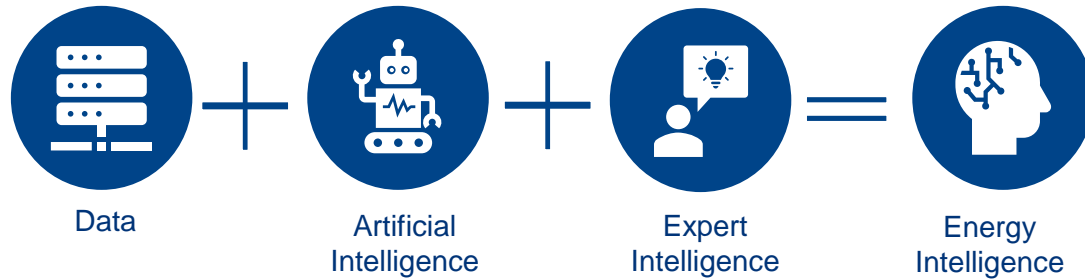 Data
Artificial
Intelligence
Expert
Intelligence
Energy
Intelligence